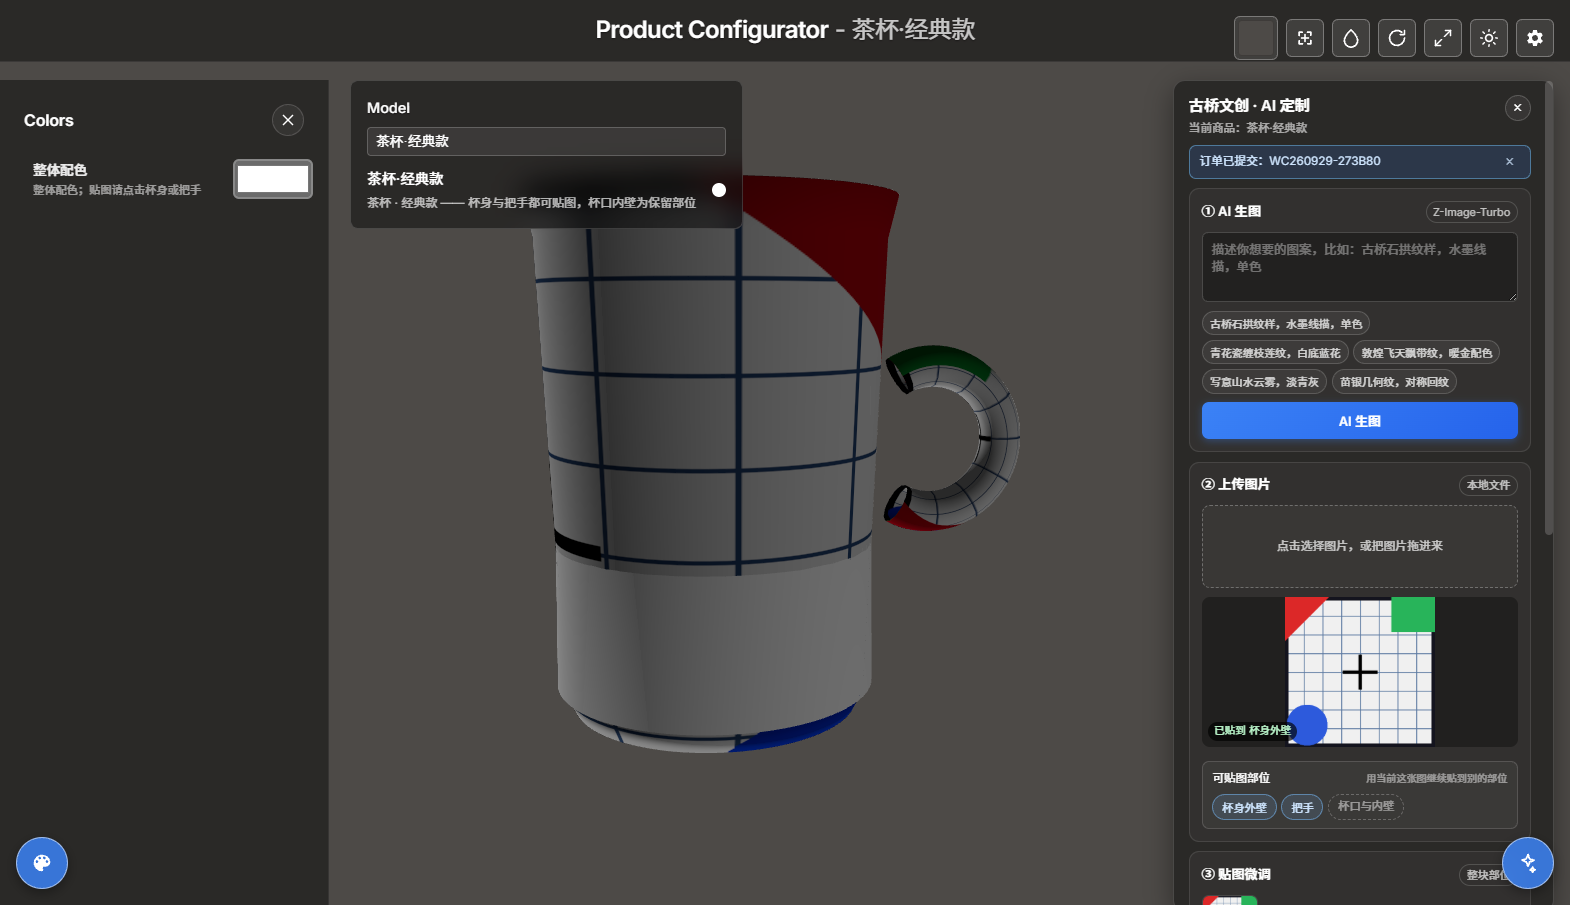 Product Configurator - 茶杯·经典款
Colors
整体配色
整体配色；贴图请点击杯身或把手
Model
茶杯·经典款
茶杯·经典款
茶杯 · 经典款 —— 杯身与把手都可贴图，杯口内壁为保留部位
古桥文创 · AI 定制
当前商品：茶杯·经典款
订单已提交：WC260929-273B80
① AI 生图
Z-Image-Turbo
描述你想要的图案，比如：古桥石拱纹样，水墨线
描，单色
古桥石拱纹样，水墨线描，单色
青花瓷缠枝莲纹，白底蓝花
敦煌飞天飘带纹，暖金配色
写意山水云雾，淡青灰
苗银几何纹，对称回纹
AI 生图
② 上传图片
本地文件
点击选择图片，或把图片拖进来
已贴到 杯身外壁
可贴图部位
用当前这张图继续贴到别的部位
杯身外壁
把手
杯口与内壁
③ 贴图微调
整块部位